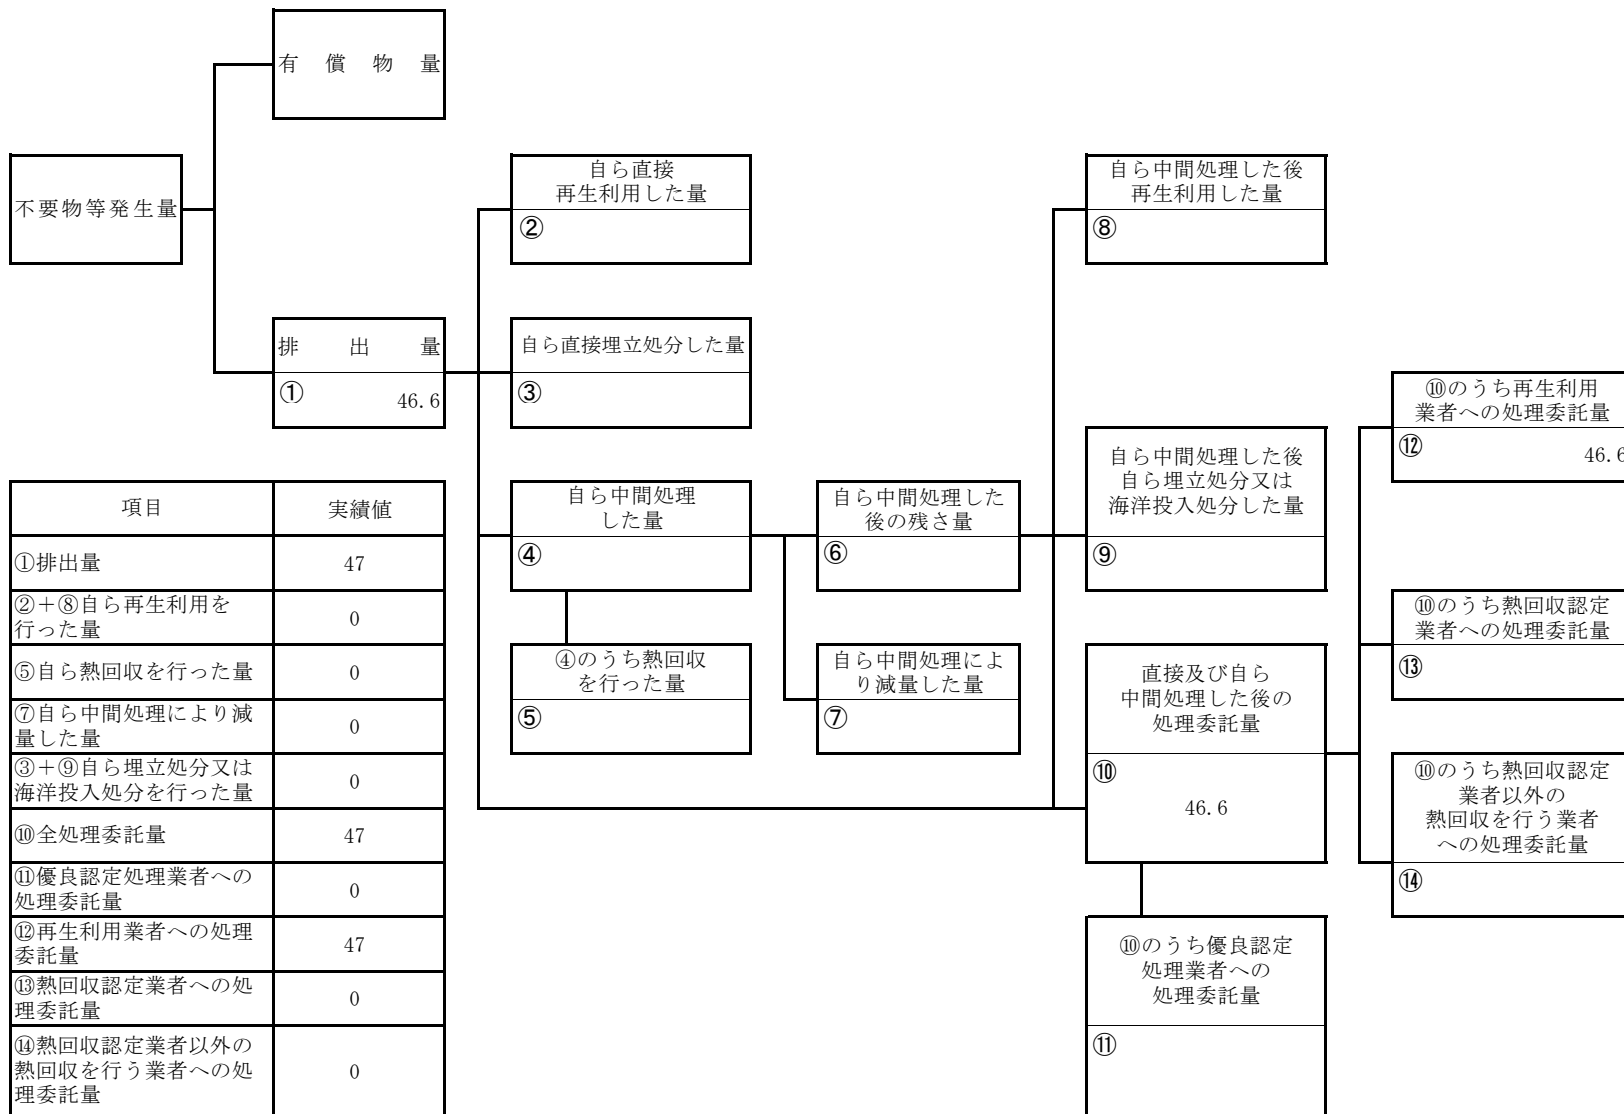 有償物量
不要物等発生量
排出量
①
46.6
自ら直接
再生利用した量
②
自ら直接埋立処分した量
③
自ら中間処理
した量
④
④のうち熱回収
を行った量
⑤
自ら中間処理した
後の残さ量
⑥
自ら中間処理によ
り減量した量
⑦
自ら中間処理した後
再生利用した量
⑧
自ら中間処理した後
自ら埋立処分又は
海洋投入処分した量
⑨
直接及び自ら
中間処理した後の
処理委託量
⑩
46.6
⑩のうち優良認定
処理業者への
処理委託量
⑪
⑩のうち再生利用
業者への処理委託量
⑫
46.6
⑩のうち熱回収認定
業者への処理委託量
⑬
⑩のうち熱回収認定
業者以外の
熱回収を行う業者
への処理委託量
⑭
項目 実績値
①排出量 47
②+⑧自ら再生利用を
行った量 0
⑤自ら熱回収を行った量 0
⑦自ら中間処理により減
量した量 0
③+⑨自ら埋立処分又は
海洋投入処分を行った量 0
⑩全処理委託量 47
⑪優良認定処理業者への
処理委託量 0
⑫再生利用業者への処理
委託量 47
⑬熱回収認定業者への処
理委託量 0
⑭熱回収認定業者以外の
熱回収を行う業者への処
理委託量 0